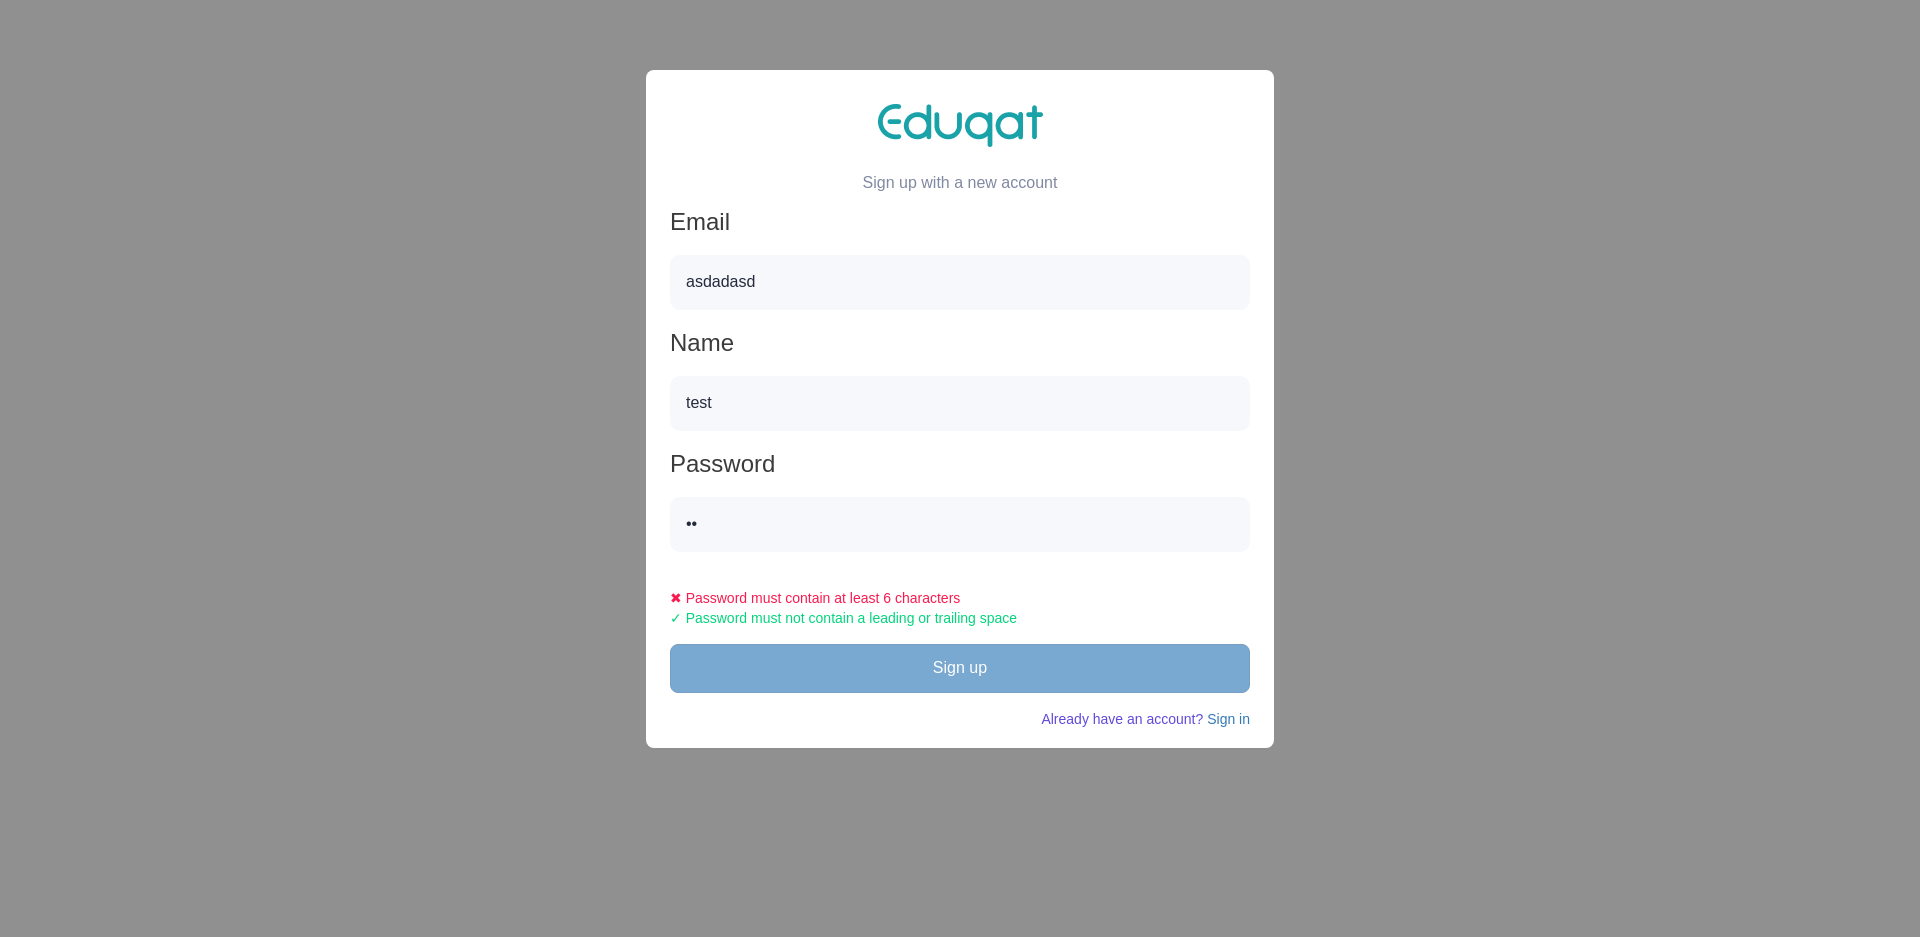 Eduqat
Sign up with a new account
Email
asdadasd
Name
test
Password
••
✖ Password must contain at least 6 characters
✓ Password must not contain a leading or trailing space
Sign up
Already have an account? Sign in